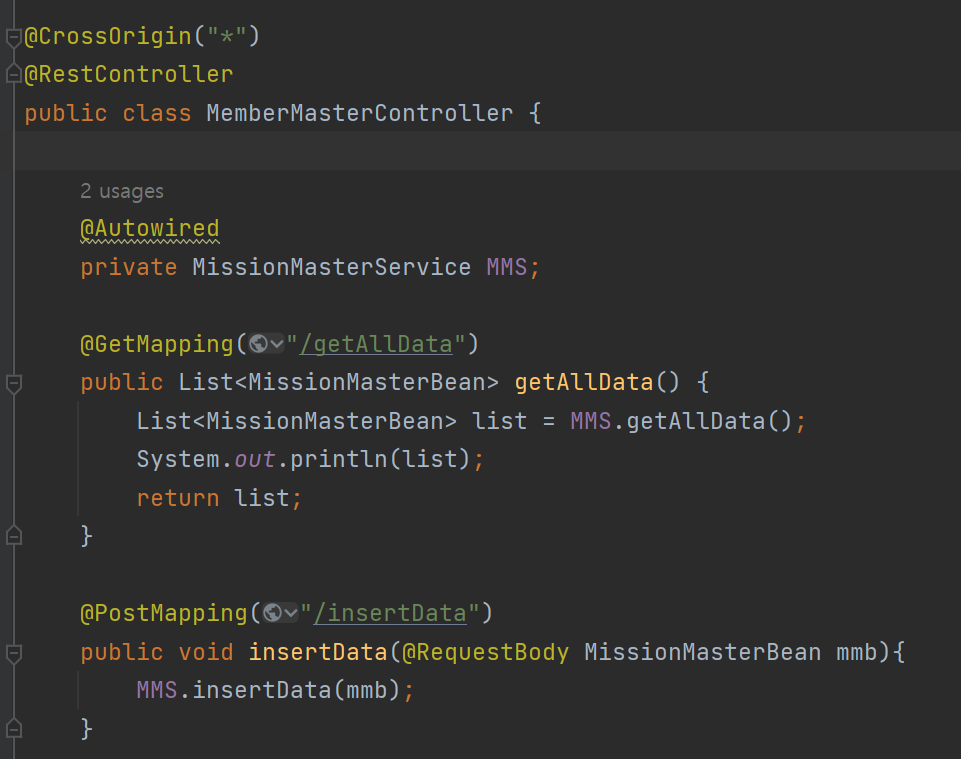 @CrossOrigin("*")
@RestController
public class MemberMasterController {
2 usages
@Autowired
private MissionMasterService MMS;
@GetMapping("/getAllData")
public List<MissionMasterBean> getAllData() {
List<MissionMasterBean> list = MMS.getAllData();
System.out.println(list);
return list;
}
@PostMapping("/insertData")
public void insertData(@RequestBody MissionMasterBean mmb){
MMS.insertData(mmb);
}